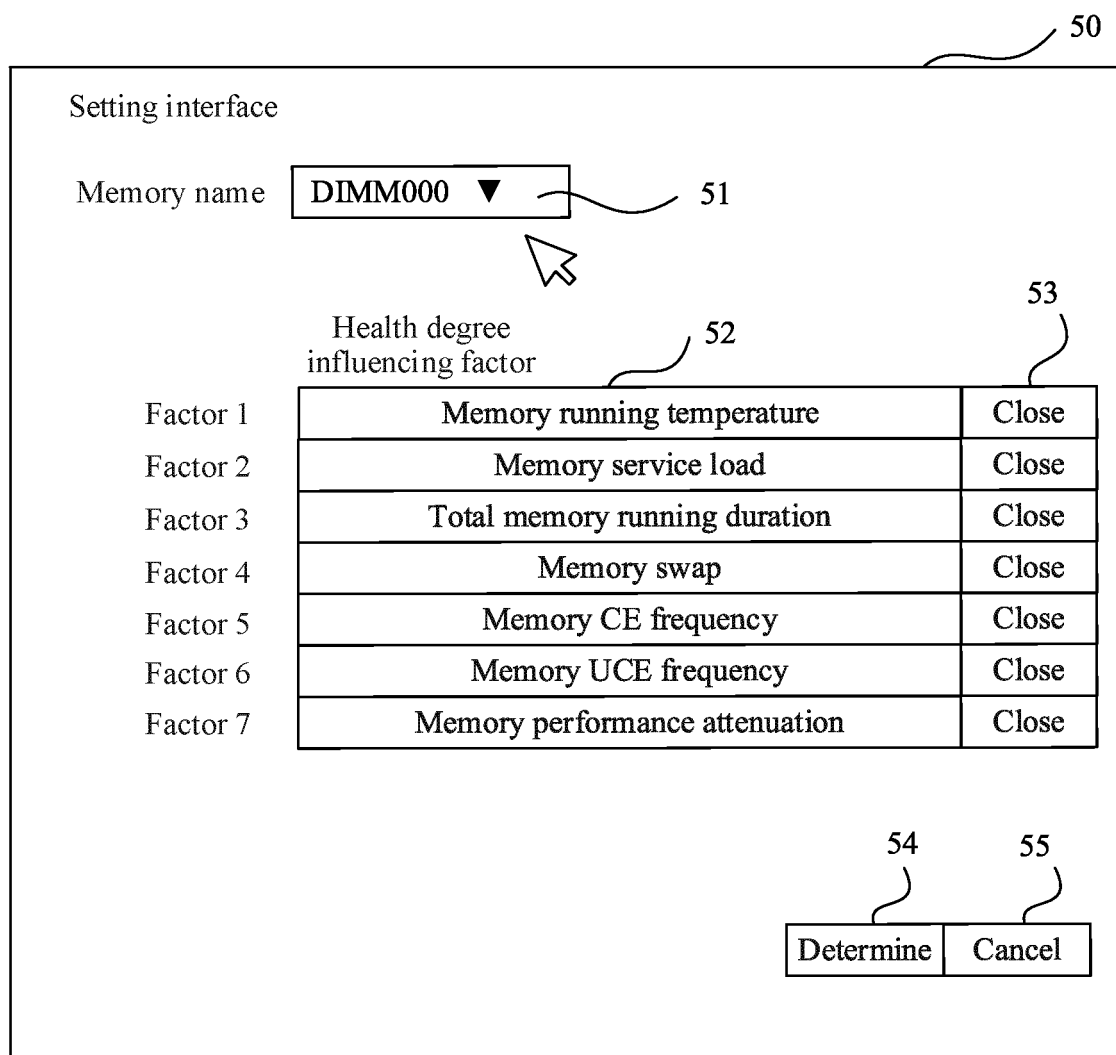 50
Setting interface
Memory name DIMM000 ▼ 51
53
Health degree 52
influencing factor
Factor 1 Memory running temperature Close
Factor 2 Memory service load Close
Factor 3 Total memory running duration Close
Factor 4 Memory swap Close
Factor 5 Memory CE frequency Close
Factor 6 Memory UCE frequency Close
Factor 7 Memory performance attenuation Close
54 55
Determine Cancel